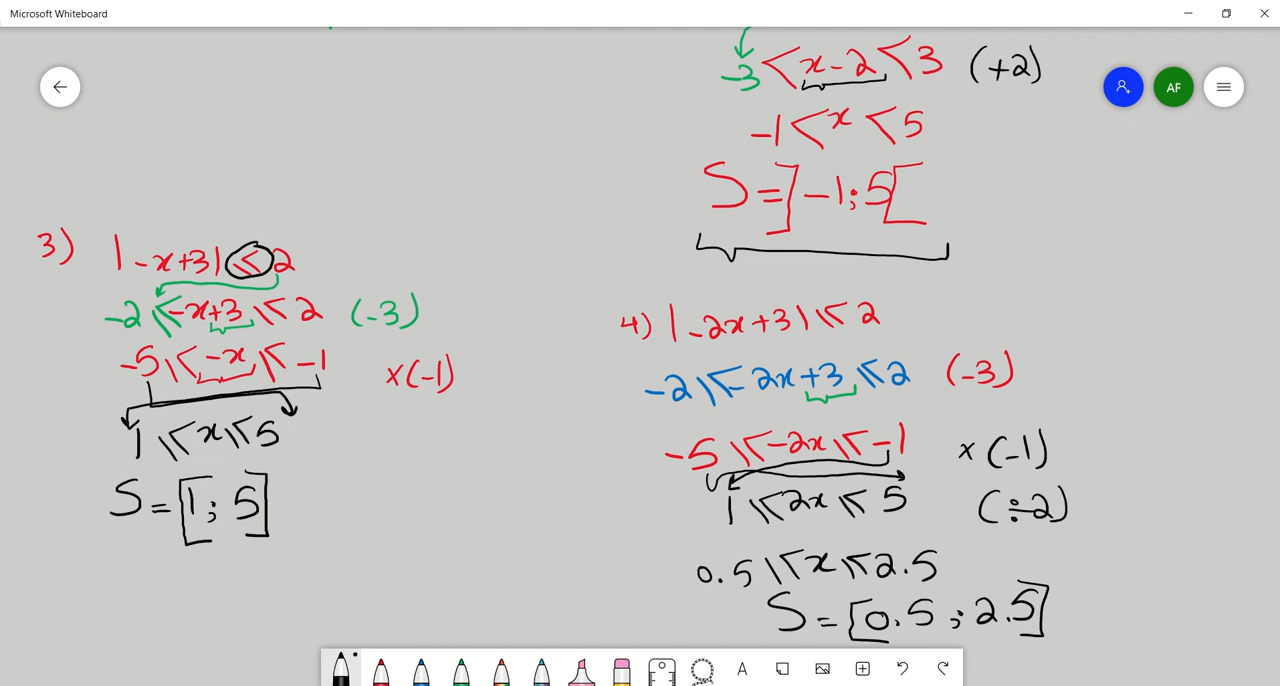 Microsoft Whiteboard
-3 < x-2 < 3 (+2)
-1 < x < 5
S = ]-1; 5[
AF
3) |-x+3| ⩽ 2
-2 ⩽ -x+3 ⩽ 2 (-3)
-5 ⩽ -x ⩽ -1 ×(-1)
1 ⩽ x ⩽ 5
S = [1; 5]
4) |-2x+3| ⩽ 2
-2 ⩽ -2x+3 ⩽ 2 (-3)
-5 ⩽ -2x ⩽ -1 ×(-1)
1 ⩽ 2x ⩽ 5 (÷2)
0.5 ⩽ x ⩽ 2.5
S = [0.5 ; 2.5]
A